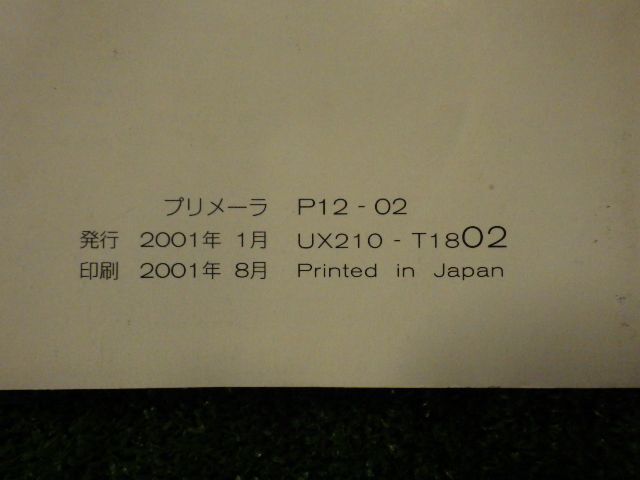 プリメーラ P12 - 02
発行 2001年 1月 UX210 - T1802
印刷 2001年 8月 Printed in Japan